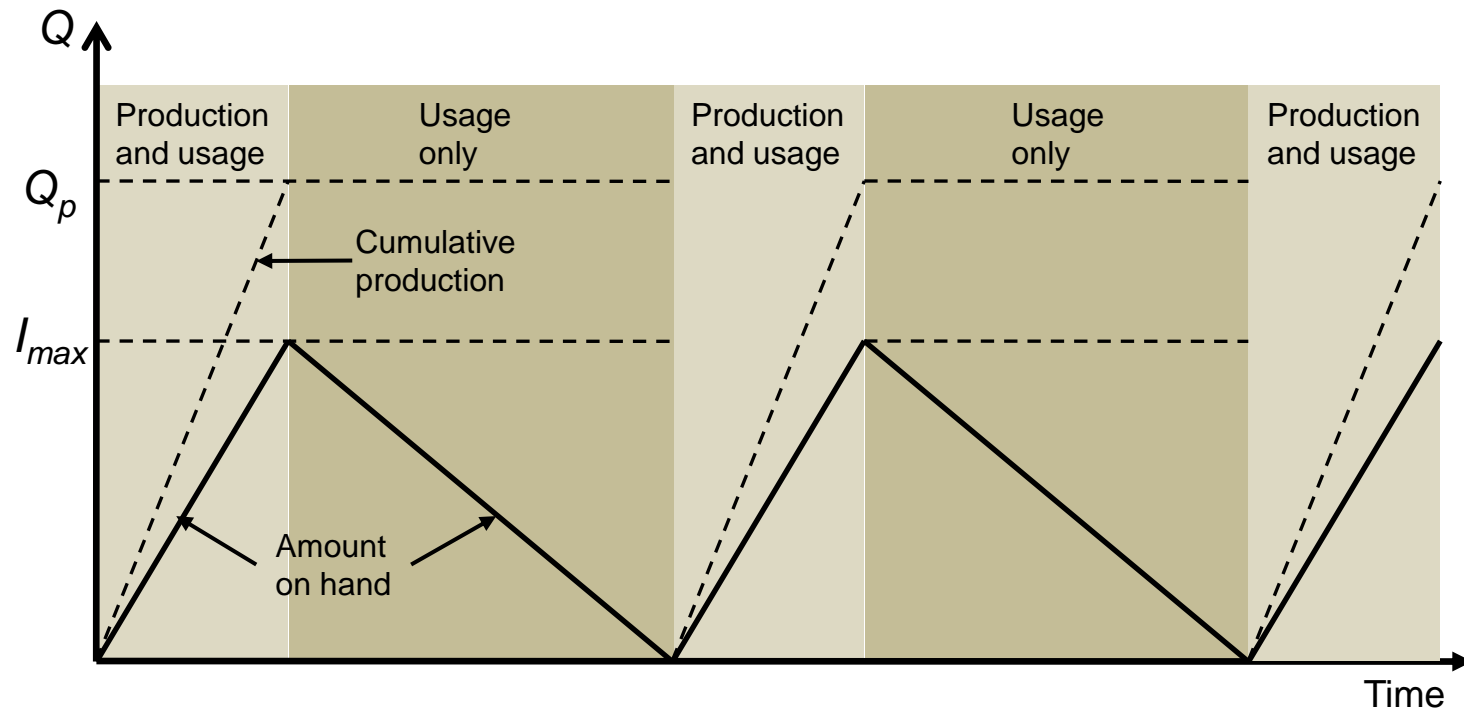 Q
Production
and usage
Usage
only
Production
and usage
Usage
only
Production
and usage
Qp
Cumulative
production
Imax
Amount
on hand
Time